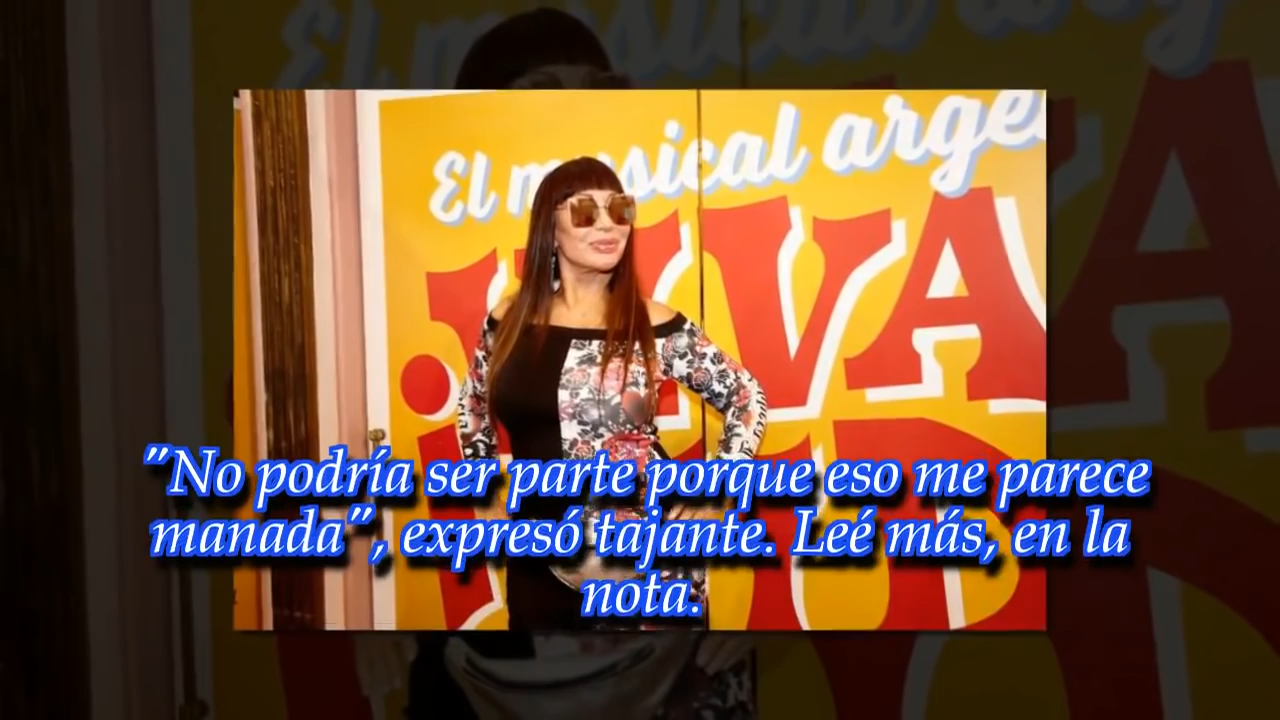 El musical arge
¡VIVA
"No podría ser parte porque eso me parece
manada", expresó tajante. Leé más, en la
nota.